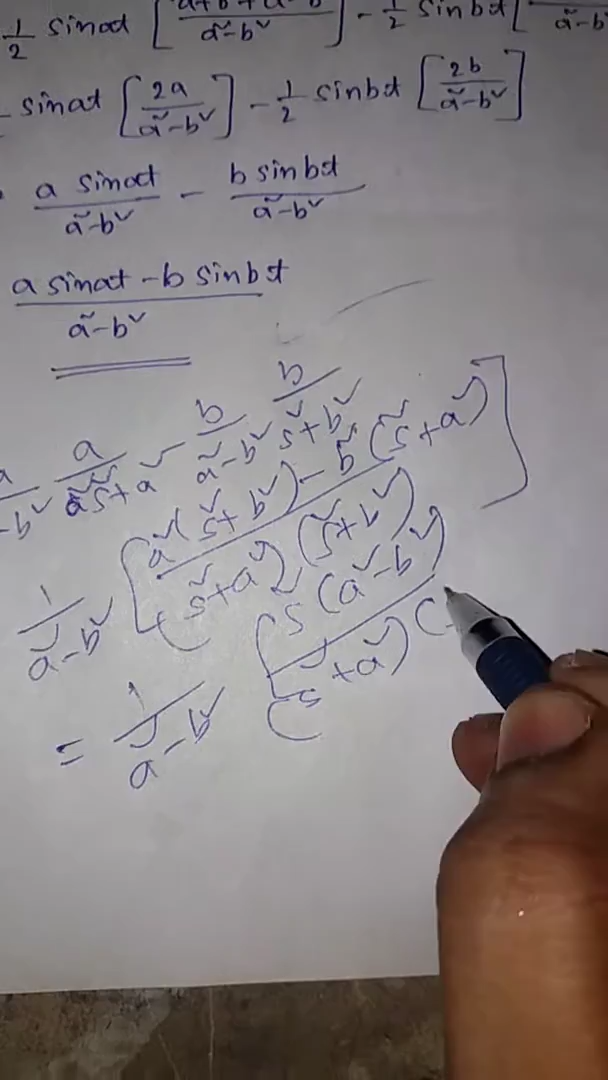 1/2 sinat [a+b+a-b / a²-b²] - 1/2 sinbt [ / a²-b
sinat [2a / a²-b²] - 1/2 sinbt [2b / a²-b²]
a sinat / a²-b² - b sinbt / a²-b²
a sinat - b sinbt / a²-b²
a / -b² a / s²+a² - b / a²-b² b / s²+b²
1 / a²-b² [a²(s²+b²) - b²(s²+a²) / (s²+a²)(s²+b²)]
= 1 / a²-b² [s²(a²-b²) / (s²+a²)(